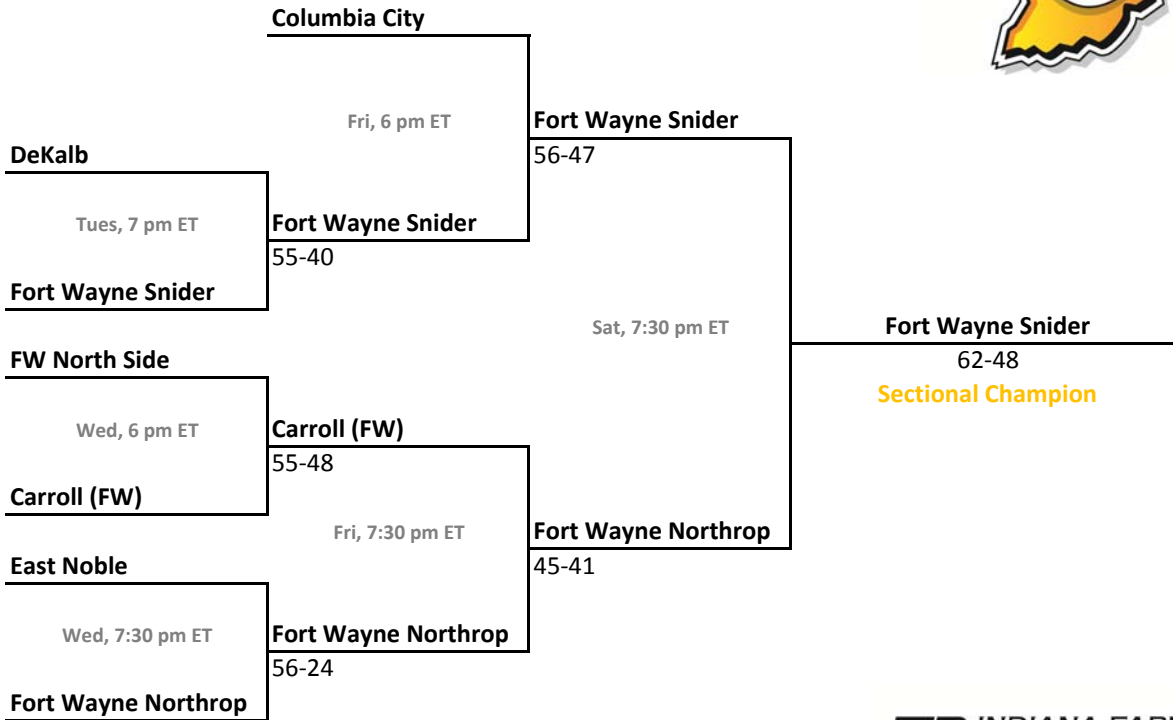 Columbia City
Fri, 6 pm ET
Fort Wayne Snider
DeKalb
56-47
Tues, 7 pm ET
Fort Wayne Snider
55-40
Fort Wayne Snider
Sat, 7:30 pm ET
Fort Wayne Snider
FW North Side
62-48
Sectional Champion
Wed, 6 pm ET
Carroll (FW)
55-48
Carroll (FW)
Fri, 7:30 pm ET
Fort Wayne Northrop
East Noble
45-41
Wed, 7:30 pm ET
Fort Wayne Northrop
56-24
Fort Wayne Northrop
INDIANA